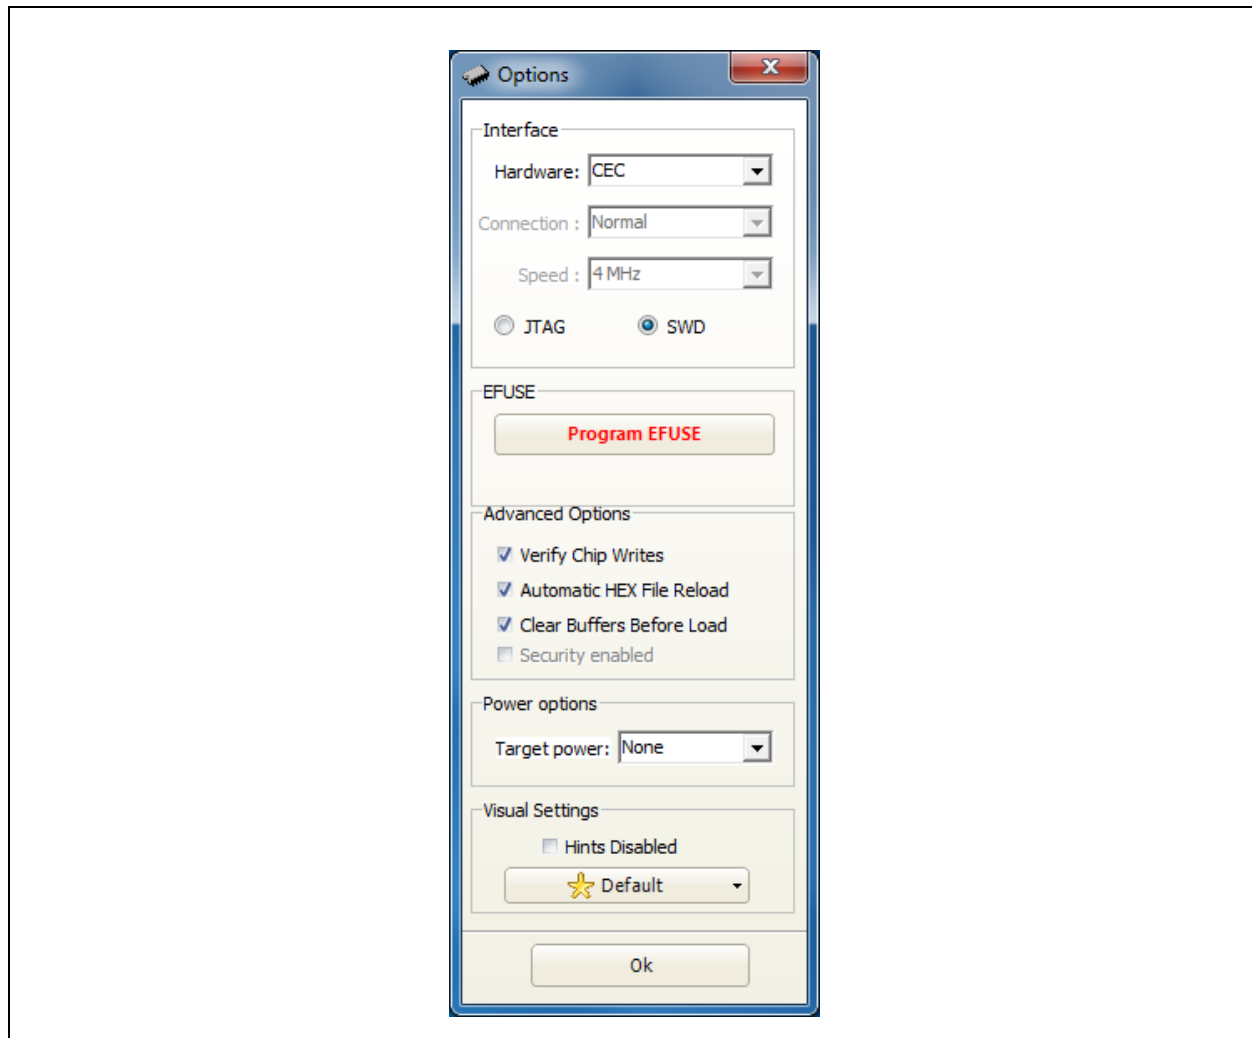 Options
Interface
Hardware: CEC
Connection : Normal
Speed : 4 MHz
JTAG SWD
EFUSE
Program EFUSE
Advanced Options
Verify Chip Writes
Automatic HEX File Reload
Clear Buffers Before Load
Security enabled
Power options
Target power: None
Visual Settings
Hints Disabled
Default
Ok